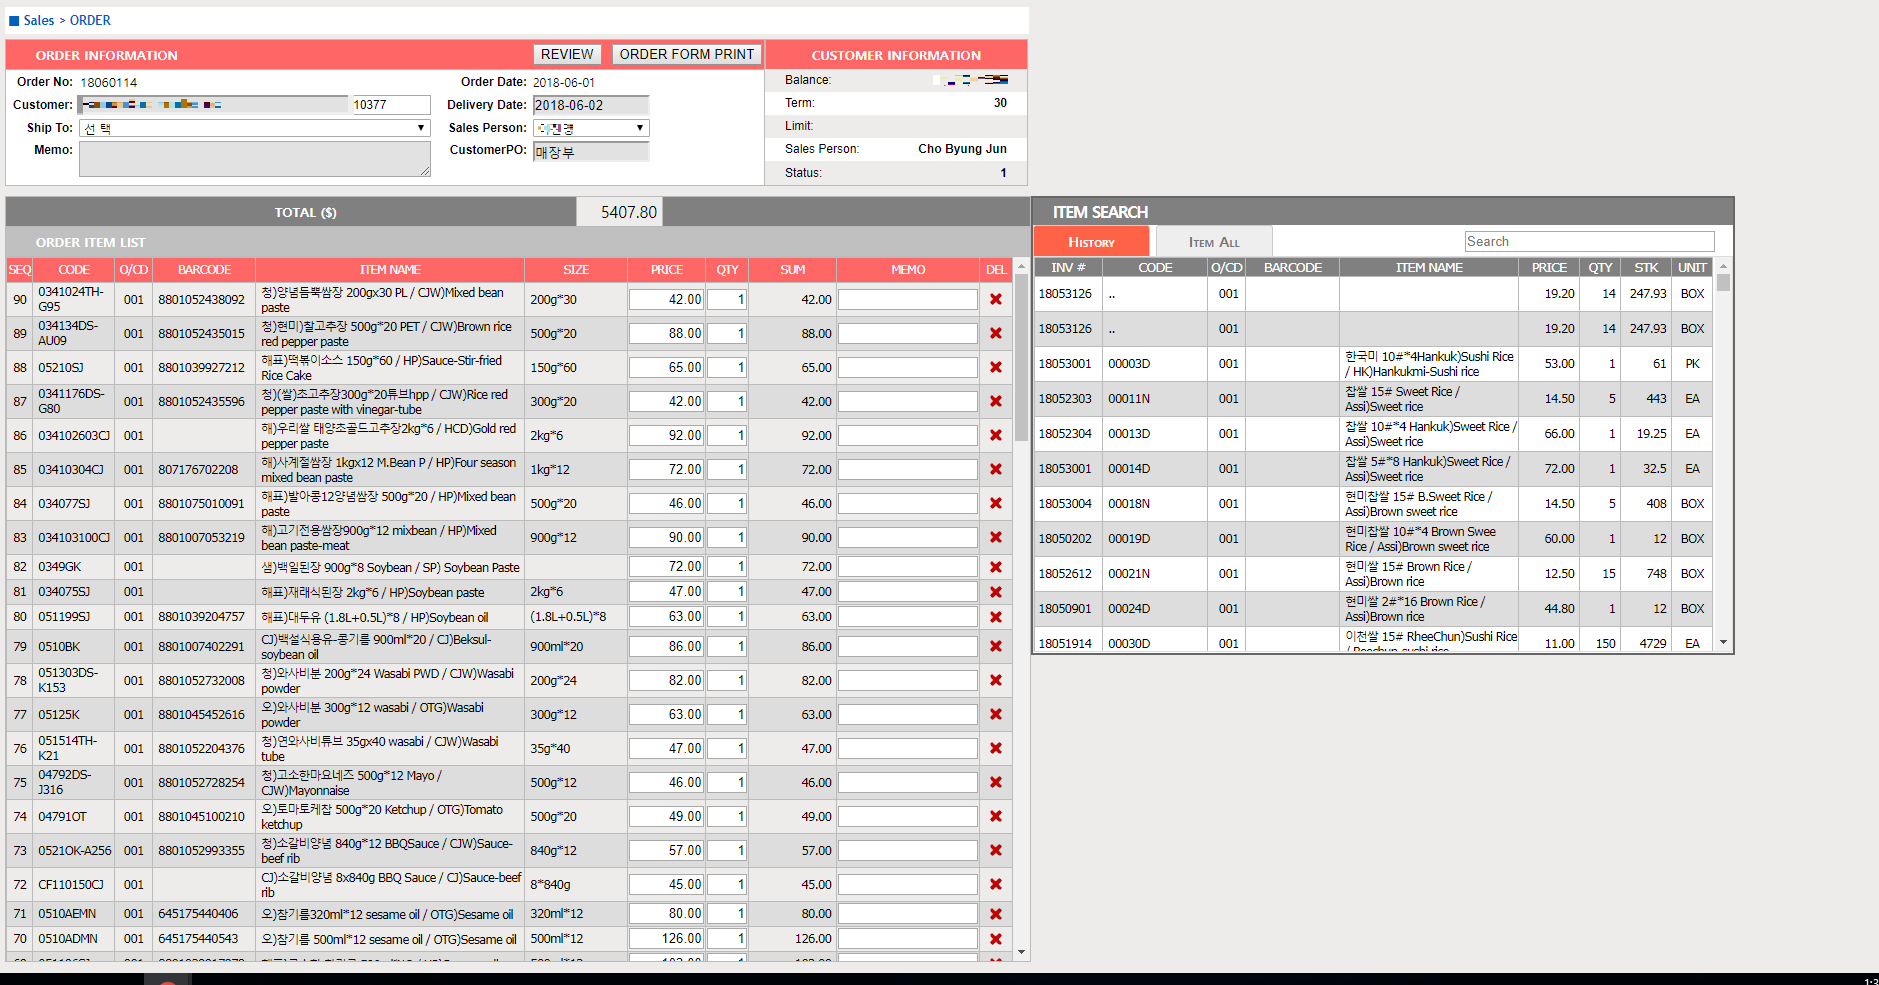 Sales > ORDER
ORDER INFORMATION REVIEW ORDER FORM PRINT CUSTOMER INFORMATION
Order No: 18060114 Order Date: 2018-06-01 Balance:
Customer: 10377 Delivery Date: 2018-06-02 Term: 30
Ship To: 선 택 Sales Person: Limit:
Memo: CustomerPO: 매장부 Sales Person: Cho Byung Jun
Status: 1
TOTAL ($) 5407.80
ORDER ITEM LIST
SEQ CODE O/CD BARCODE ITEM NAME SIZE PRICE QTY SUM MEMO DEL
90 0341024TH-G95 001 8801052438092 청)양념듬뿍쌈장 200gx30 PL / CJW)Mixed bean paste 200g*30 42.00 1 42.00
89 034134DS-AU09 001 8801052435015 청)현미)찰고추장 500g*20 PET / CJW)Brown rice red pepper paste 500g*20 88.00 1 88.00
88 05210SJ 001 8801039927212 해표)떡볶이소스 150g*60 / HP)Sauce-Stir-fried Rice Cake 150g*60 65.00 1 65.00
87 0341176DS-G80 001 8801052435596 청)(쌀)초고추장300g*20튜브hpp / CJW)Rice red pepper paste with vinegar-tube 300g*20 42.00 1 42.00
86 034102603CJ 001 해)우리쌀 태양초골드고추장2kg*6 / HCD)Gold red pepper paste 2kg*6 92.00 1 92.00
85 03410304CJ 001 807176702208 해)사계절쌈장 1kgx12 M.Bean P / HP)Four season mixed bean paste 1kg*12 72.00 1 72.00
84 034077SJ 001 8801075010091 해표)발아콩12양념쌈장 500g*20 / HP)Mixed bean paste 500g*20 46.00 1 46.00
83 034103100CJ 001 8801007053219 해)고기전용쌈장900g*12 mixbean / HP)Mixed bean paste-meat 900g*12 90.00 1 90.00
82 0349GK 001 샘)백일된장 900g*8 Soybean / SP) Soybean Paste 72.00 1 72.00
81 034075SJ 001 해표)재래식된장 2kg*6 / HP)Soybean paste 2kg*6 47.00 1 47.00
80 051199SJ 001 8801039204757 해표)대두유 (1.8L+0.5L)*8 / HP)Soybean oil (1.8L+0.5L)*8 63.00 1 63.00
79 0510BK 001 8801007402291 CJ)백설식용유-콩기름 900ml*20 / CJ)Beksul-soybean oil 900ml*20 86.00 1 86.00
78 051303DS-K153 001 8801052732008 청)와사비분 200g*24 Wasabi PWD / CJW)Wasabi powder 200g*24 82.00 1 82.00
77 05125K 001 8801045452616 오)와사비분 300g*12 wasabi / OTG)Wasabi powder 300g*12 63.00 1 63.00
76 051514TH-K21 001 8801052204376 청)연와사비튜브 35gx40 wasabi / CJW)Wasabi tube 35g*40 47.00 1 47.00
75 04792DS-J316 001 8801052728254 청)고소한마요네즈 500g*12 Mayo / CJW)Mayonnaise 500g*12 46.00 1 46.00
74 04791OT 001 8801045100210 오)토마토케찹 500g*20 Ketchup / OTG)Tomato ketchup 500g*20 49.00 1 49.00
73 0521OK-A256 001 8801052993355 청)소갈비양념 840g*12 BBQSauce / CJW)Sauce-beef rib 840g*12 57.00 1 57.00
72 CF110150CJ 001 CJ)소갈비양념 8x840g BBQ Sauce / CJ)Sauce-beef rib 8*840g 45.00 1 45.00
71 0510AEMN 001 645175440406 오)참기름320ml*12 sesame oil / OTG)Sesame oil 320ml*12 80.00 1 80.00
70 0510ADMN 001 645175440543 오)참기름 500ml*12 sesame oil / OTG)Sesame oil 500ml*12 126.00 1 126.00
ITEM SEARCH
History Item All Search
INV # CODE O/CD BARCODE ITEM NAME PRICE QTY STK UNIT
18053126 .. 001 19.20 14 247.93 BOX
18053126 .. 001 19.20 14 247.93 BOX
18053001 00003D 001 한국미 10#*4Hankuk)Sushi Rice / HK)Hankukmi-Sushi rice 53.00 1 61 PK
18052303 00011N 001 찹쌀 15# Sweet Rice / Assi)Sweet rice 14.50 5 443 EA
18052304 00013D 001 찹쌀 10#*4 Hankuk)Sweet Rice / Assi)Sweet rice 66.00 1 19.25 EA
18053001 00014D 001 찹쌀 5#*8 Hankuk)Sweet Rice / Assi)Sweet rice 72.00 1 32.5 EA
18053004 00018N 001 현미찹쌀 15# B.Sweet Rice / Assi)Brown sweet rice 14.50 5 408 BOX
18050202 00019D 001 현미찹쌀 10#*4 Brown Swee Rice / Assi)Brown sweet rice 60.00 1 12 BOX
18052612 00021N 001 현미쌀 15# Brown Rice / Assi)Brown rice 12.50 15 748 BOX
18050901 00024D 001 현미쌀 2#*16 Brown Rice / Assi)Brown rice 44.80 1 12 BOX
18051914 00030D 001 이천쌀 15# RheeChun)Sushi Rice 11.00 150 4729 EA